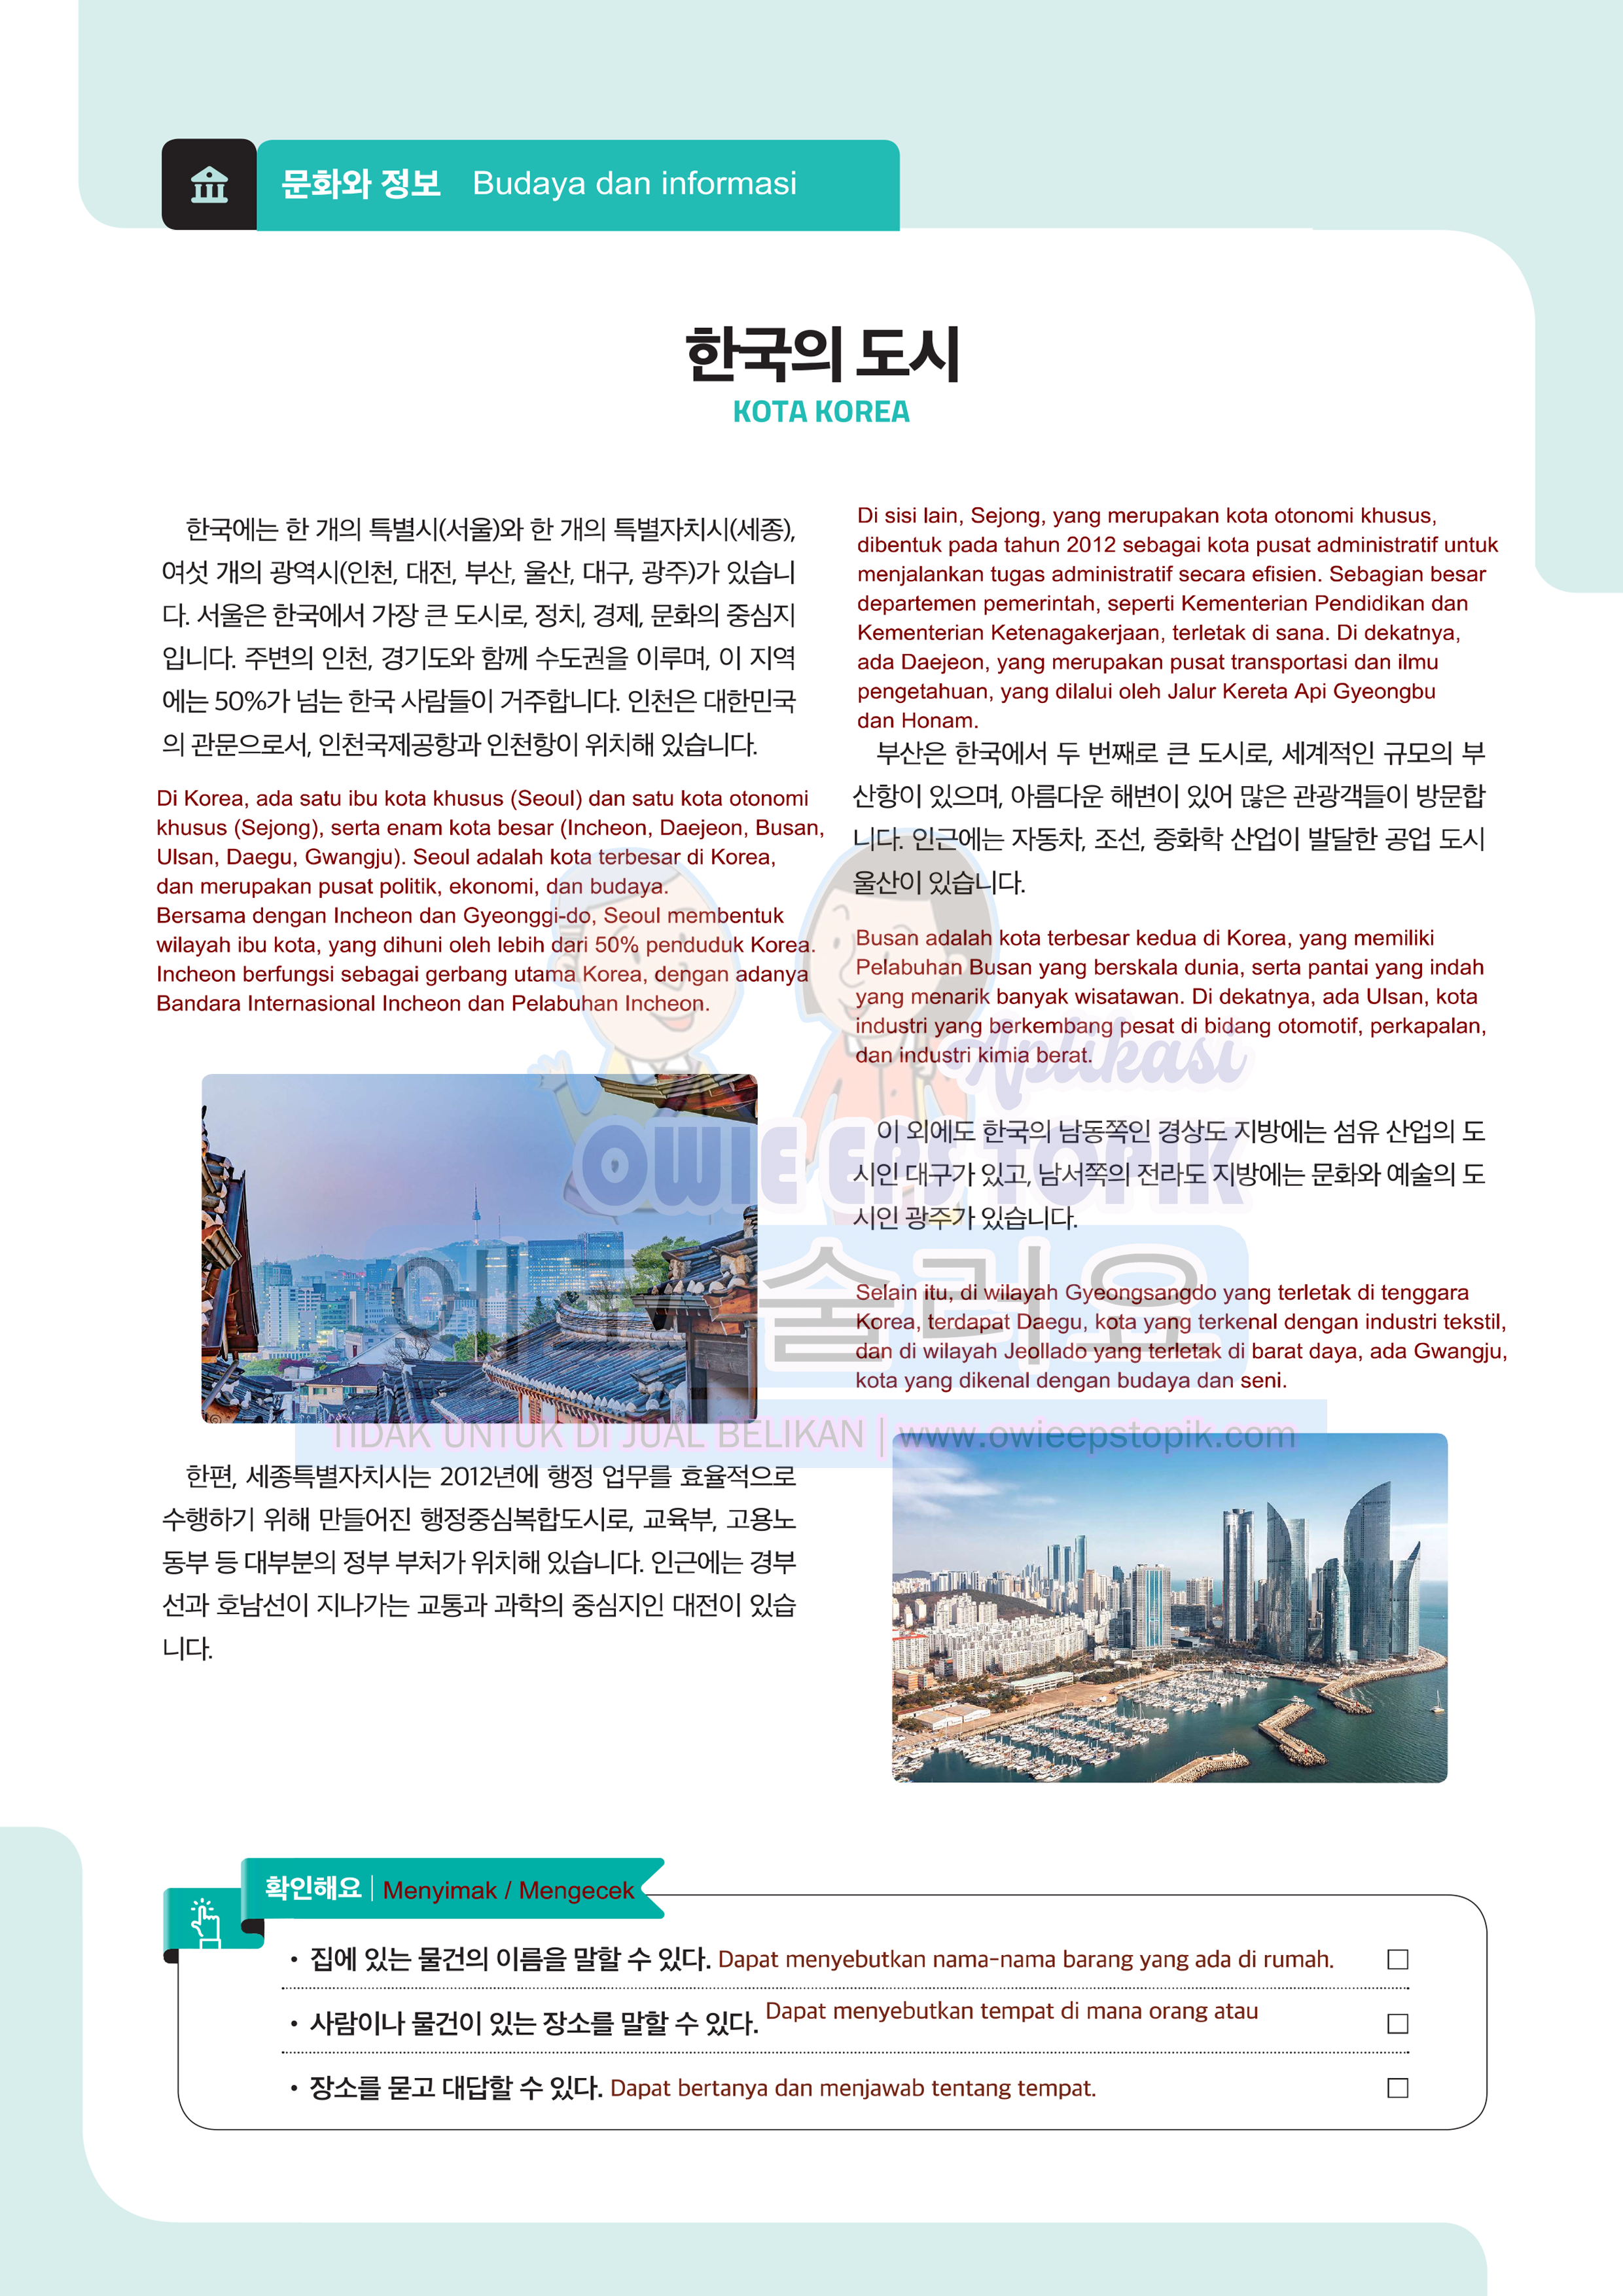 문화와 정보 Budaya dan informasi
한국의 도시
KOTA KOREA
한국에는 한 개의 특별시(서울)와 한 개의 특별자치시(세종),
여섯 개의 광역시(인천, 대전, 부산, 울산, 대구, 광주)가 있습니
다. 서울은 한국에서 가장 큰 도시로, 정치, 경제, 문화의 중심지
입니다. 주변의 인천, 경기도와 함께 수도권을 이루며, 이 지역
에는 50%가 넘는 한국 사람들이 거주합니다. 인천은 대한민국
의 관문으로서, 인천국제공항과 인천항이 위치해 있습니다.
Di Korea, ada satu ibu kota khusus (Seoul) dan satu kota otonomi
khusus (Sejong), serta enam kota besar (Incheon, Daejeon, Busan,
Ulsan, Daegu, Gwangju). Seoul adalah kota terbesar di Korea,
dan merupakan pusat politik, ekonomi, dan budaya.
Bersama dengan Incheon dan Gyeonggi-do, Seoul membentuk
wilayah ibu kota, yang dihuni oleh lebih dari 50% penduduk Korea.
Incheon berfungsi sebagai gerbang utama Korea, dengan adanya
Bandara Internasional Incheon dan Pelabuhan Incheon.
한편, 세종특별자치시는 2012년에 행정 업무를 효율적으로
수행하기 위해 만들어진 행정중심복합도시로, 교육부, 고용노
동부 등 대부분의 정부 부처가 위치해 있습니다. 인근에는 경부
선과 호남선이 지나가는 교통과 과학의 중심지인 대전이 있습
니다.
Di sisi lain, Sejong, yang merupakan kota otonomi khusus,
dibentuk pada tahun 2012 sebagai kota pusat administratif untuk
menjalankan tugas administratif secara efisien. Sebagian besar
departemen pemerintah, seperti Kementerian Pendidikan dan
Kementerian Ketenagakerjaan, terletak di sana. Di dekatnya,
ada Daejeon, yang merupakan pusat transportasi dan ilmu
pengetahuan, yang dilalui oleh Jalur Kereta Api Gyeongbu
dan Honam.
부산은 한국에서 두 번째로 큰 도시로, 세계적인 규모의 부
산항이 있으며, 아름다운 해변이 있어 많은 관광객들이 방문합
니다. 인근에는 자동차, 조선, 중화학 산업이 발달한 공업 도시
울산이 있습니다.
Busan adalah kota terbesar kedua di Korea, yang memiliki
Pelabuhan Busan yang berskala dunia, serta pantai yang indah
yang menarik banyak wisatawan. Di dekatnya, ada Ulsan, kota
industri yang berkembang pesat di bidang otomotif, perkapalan,
dan industri kimia berat.
이 외에도 한국의 남동쪽인 경상도 지방에는 섬유 산업의 도
시인 대구가 있고, 남서쪽의 전라도 지방에는 문화와 예술의 도
시인 광주가 있습니다.
Selain itu, di wilayah Gyeongsangdo yang terletak di tenggara
Korea, terdapat Daegu, kota yang terkenal dengan industri tekstil,
dan di wilayah Jeollado yang terletak di barat daya, ada Gwangju,
kota yang dikenal dengan budaya dan seni.
Aplikasi
OWIE EPS TOPIK
술러요
TIDAK UNTUK DI JUAL BELIKAN | www.owieepstopik.com
확인해요 | Menyimak / Mengecek
• 집에 있는 물건의 이름을 말할 수 있다. Dapat menyebutkan nama-nama barang yang ada di rumah.
• 사람이나 물건이 있는 장소를 말할 수 있다. Dapat menyebutkan tempat di mana orang atau
• 장소를 묻고 대답할 수 있다. Dapat bertanya dan menjawab tentang tempat.